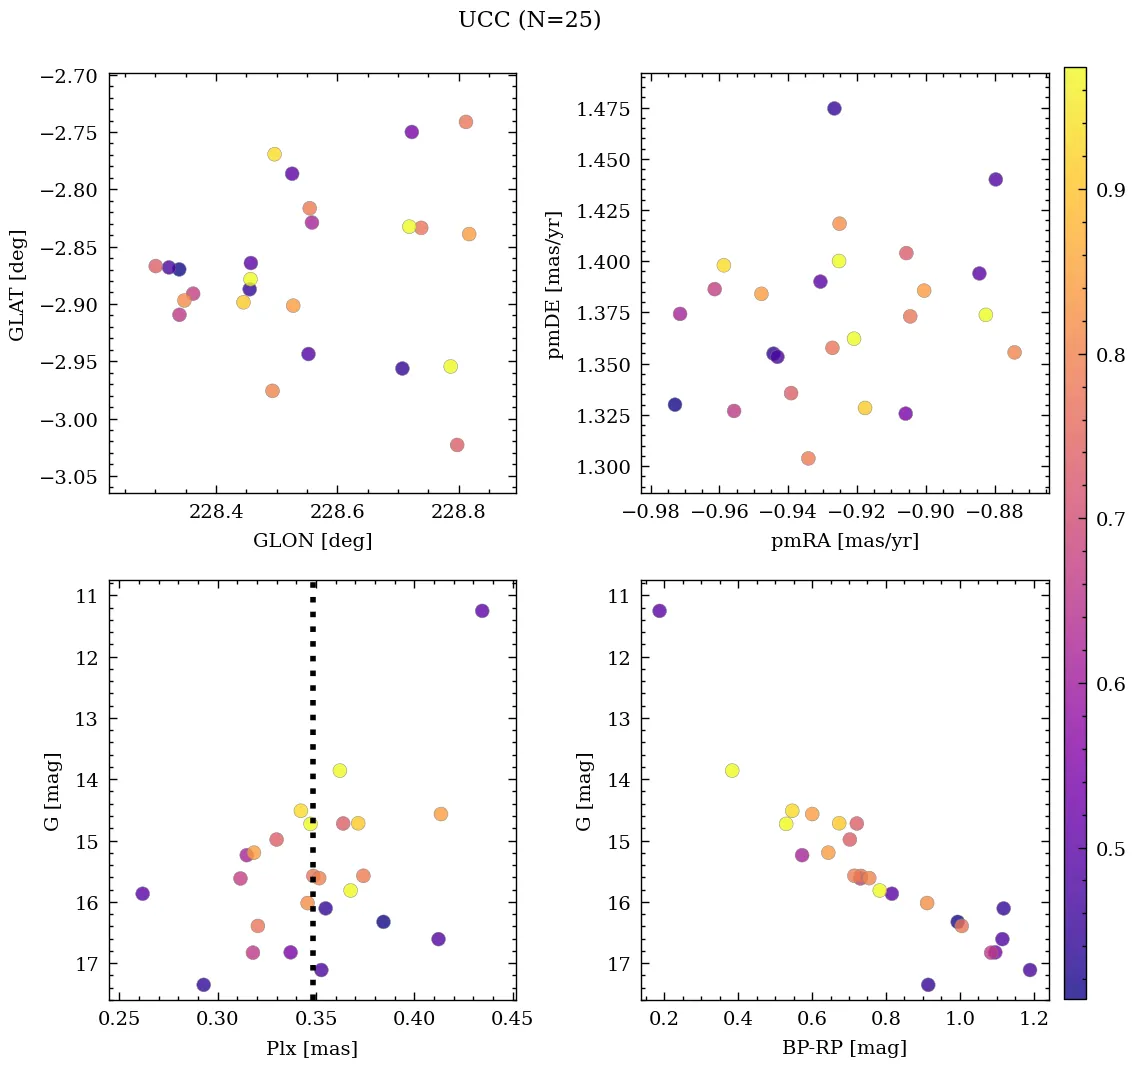 UCC (N=25)
−2.70
−2.75
−2.80
−2.85
−2.90
−2.95
−3.00
−3.05
GLAT [deg]
228.4 228.6 228.8
GLON [deg]
1.475
1.450
1.425
1.400
1.375
1.350
1.325
1.300
pmDE [mas/yr]
−0.98 −0.96 −0.94 −0.92 −0.90 −0.88
pmRA [mas/yr]
11
12
13
14
15
16
17
G [mag]
0.25 0.30 0.35 0.40 0.45
Plx [mas]
11
12
13
14
15
16
17
G [mag]
0.2 0.4 0.6 0.8 1.0 1.2
BP-RP [mag]
0.9
0.8
0.7
0.6
0.5